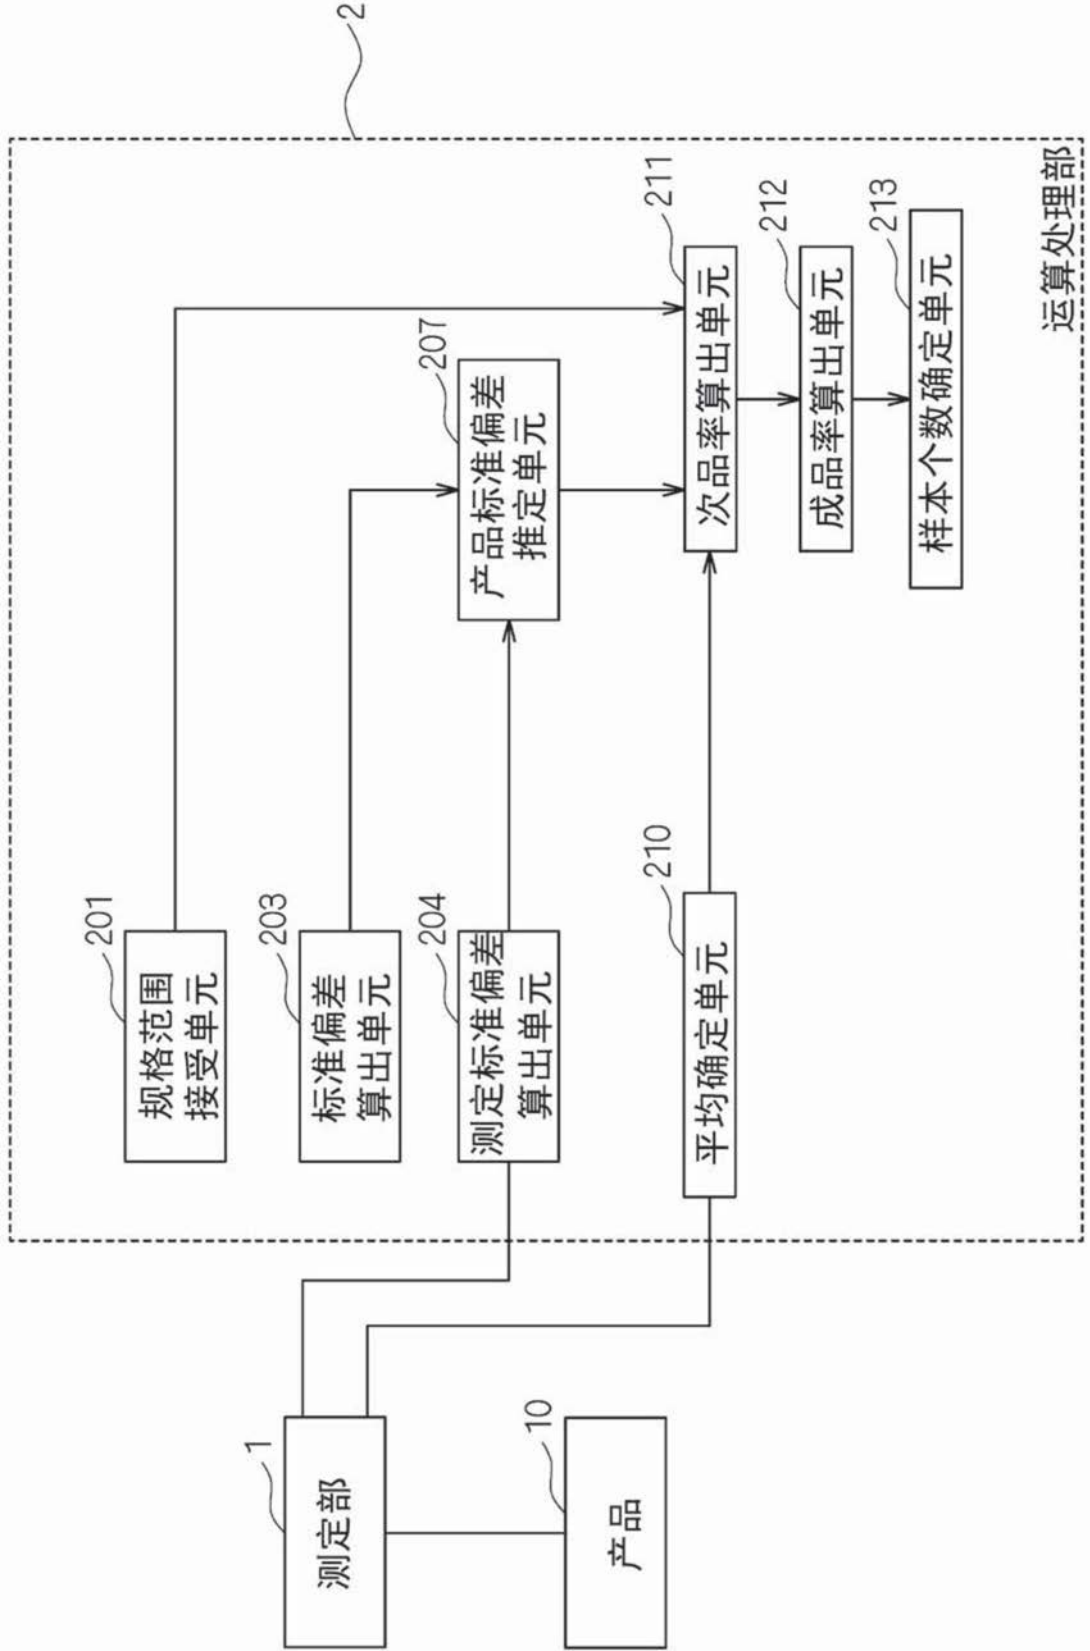 2
201
规格范围
接受单元
203
标准偏差
算出单元
204
测定标准偏差
算出单元
207
产品标准偏差
推定单元
210
平均确定单元
211
次品率算出单元
212
成品率算出单元
213
样本个数确定单元
运算处理部
1
测定部
10
产品